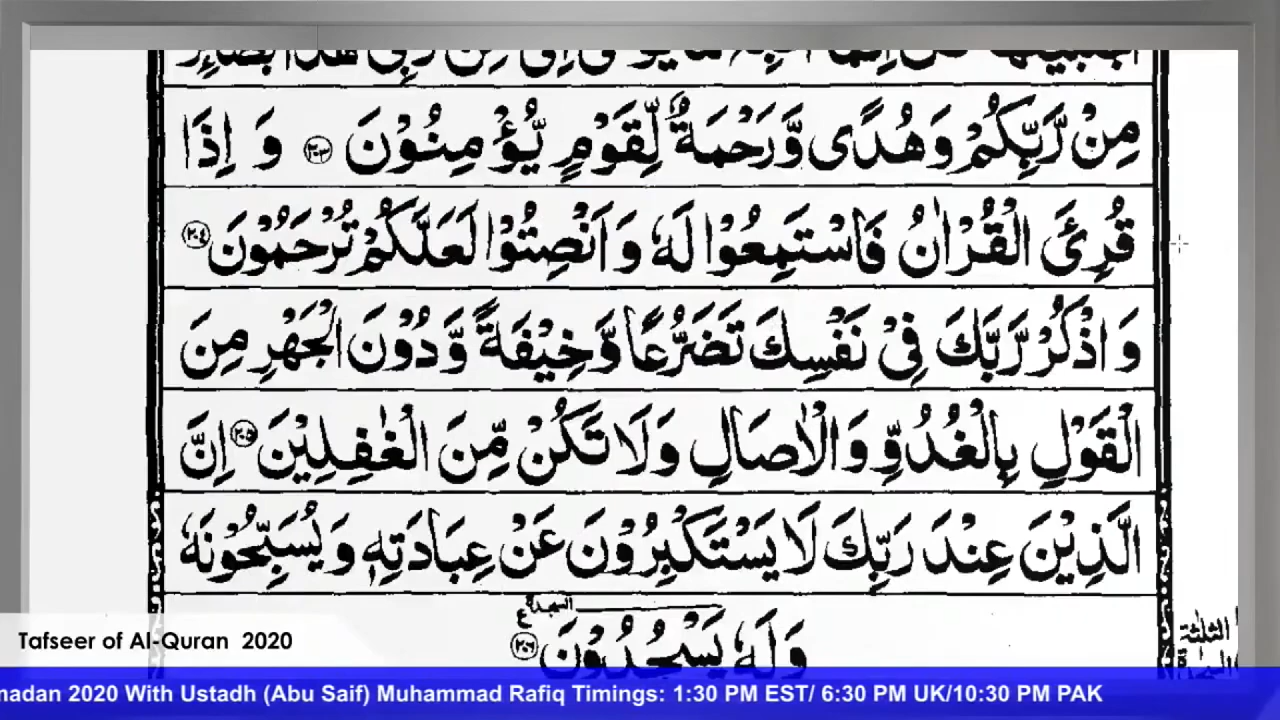 مِنْ رَّبِّكُمْ وَهُدًى وَّرَحْمَةٌ لِّقَوْمٍ يُّؤْمِنُوْنَ ﴿٢٠٣﴾ وَ اِذَا
قُرِئَ الْقُرْاٰنُ فَاسْتَمِعُوْا لَهٗ وَ اَنْصِتُوْا لَعَلَّكُمْ تُرْحَمُوْنَ ﴿٢٠٤﴾
وَ اذْكُرْ رَّبَّكَ فِيْ نَفْسِكَ تَضَرُّعًا وَّ خِيْفَةً وَّ دُوْنَ الْجَهْرِ مِنَ
الْقَوْلِ بِالْغُدُوِّ وَ الْاٰصَالِ وَ لَا تَكُنْ مِّنَ الْغٰفِلِيْنَ ﴿٢٠٥﴾ اِنَّ
الَّذِيْنَ عِنْدَ رَبِّكَ لَا يَسْتَكْبِرُوْنَ عَنْ عِبَادَتِهٖ وَ يُسَبِّحُوْنَهٗ
وَ لَهٗ يَسْجُدُوْنَ ﴿٢٠٦﴾ السجدة ع
الثلثة
Tafseer of Al-Quran 2020
madan 2020 With Ustadh (Abu Saif) Muhammad Rafiq Timings: 1:30 PM EST/ 6:30 PM UK/10:30 PM PAK